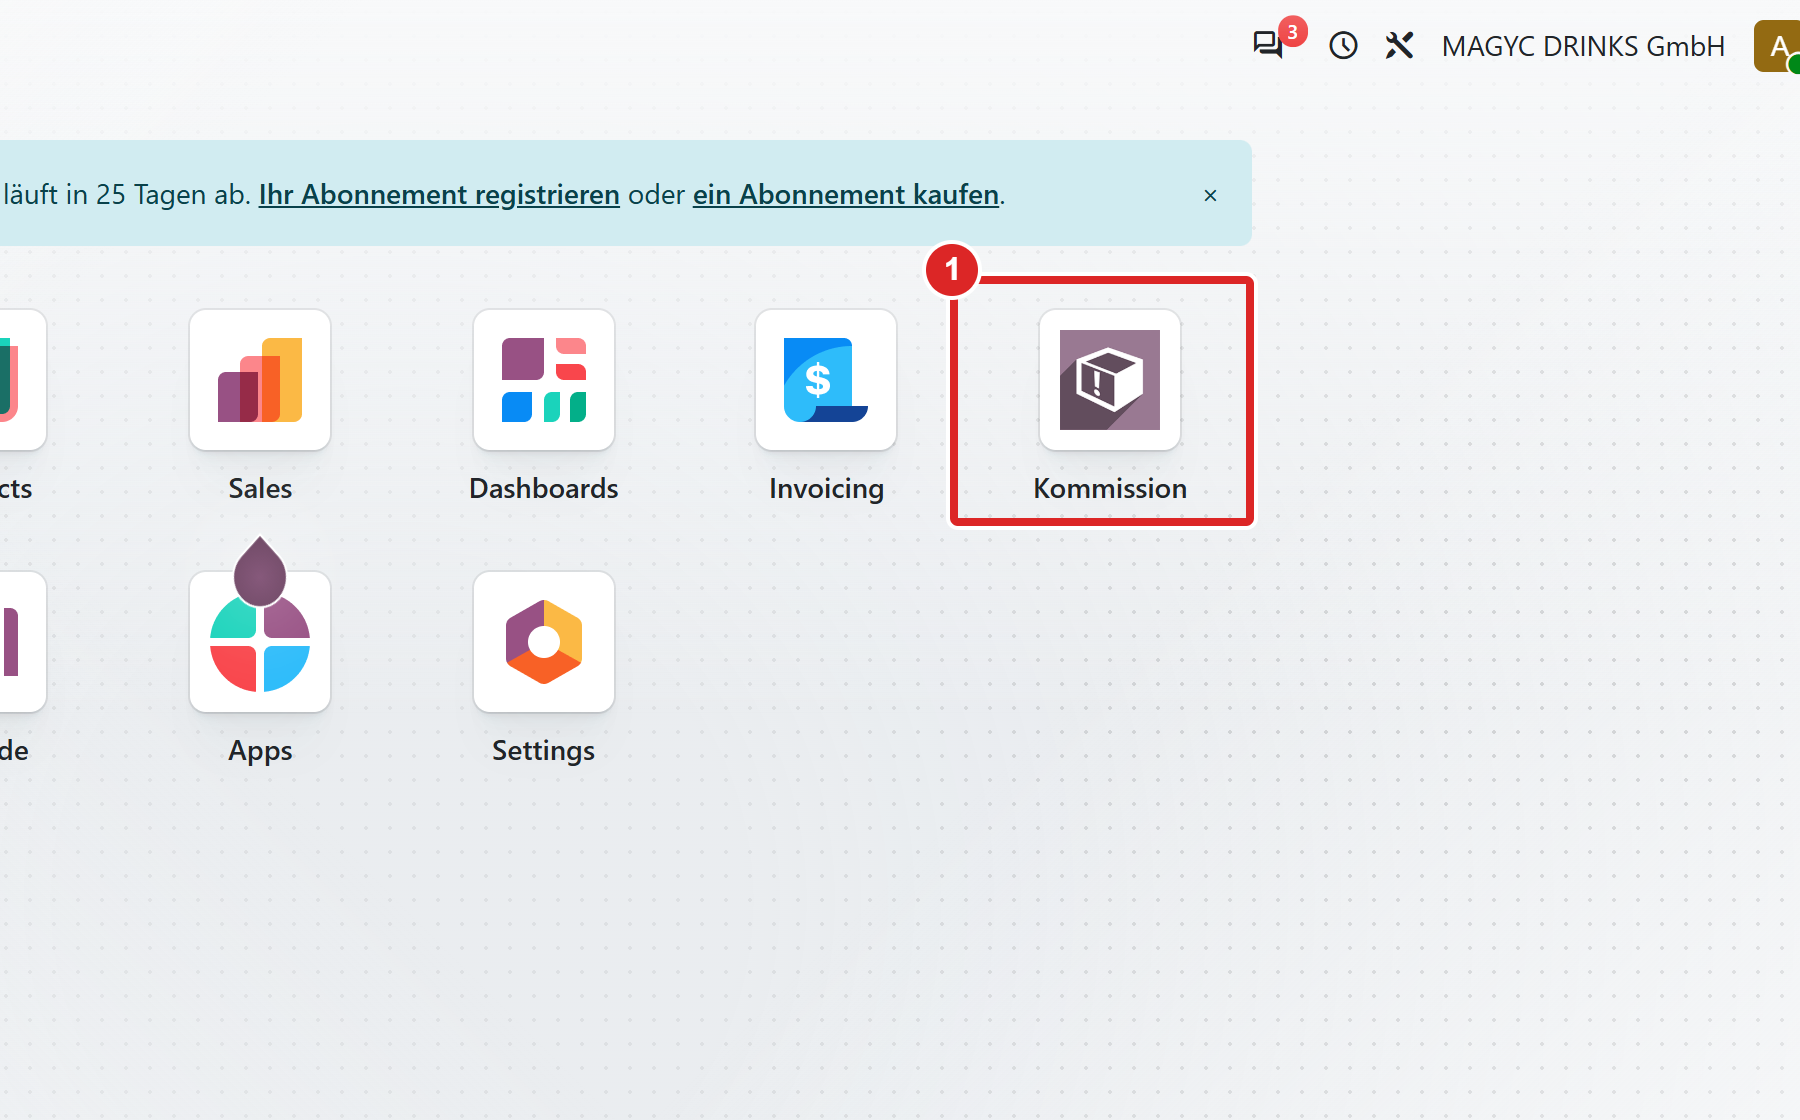 3
MAGYC DRINKS GmbH
A
läuft in 25 Tagen ab. Ihr Abonnement registrieren oder ein Abonnement kaufen.
×
1
$
!
cts
Sales
Dashboards
Invoicing
Kommission
de
Apps
Settings